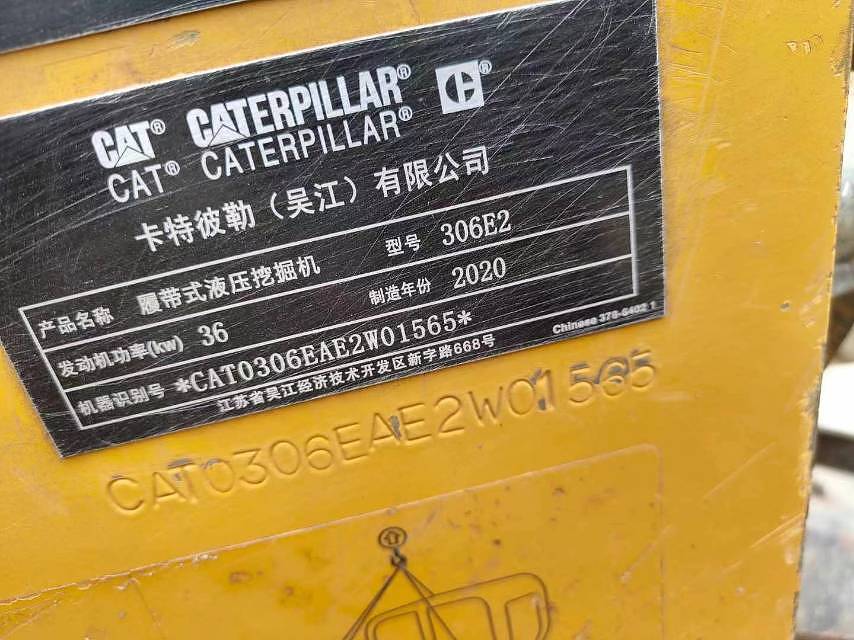 CAT® CATERPILLAR® C®
CAT® CATERPILLAR®
卡特彼勒（吴江）有限公司
产品名称 履带式液压挖掘机 型号 306E2
发动机功率(kw) 36 制造年份 2020
机器识别号 *CAT0306EAE2W01565*
江苏省吴江经济技术开发区新字路668号
Chinese 378-6402 1
CAT0306EAE2W01565